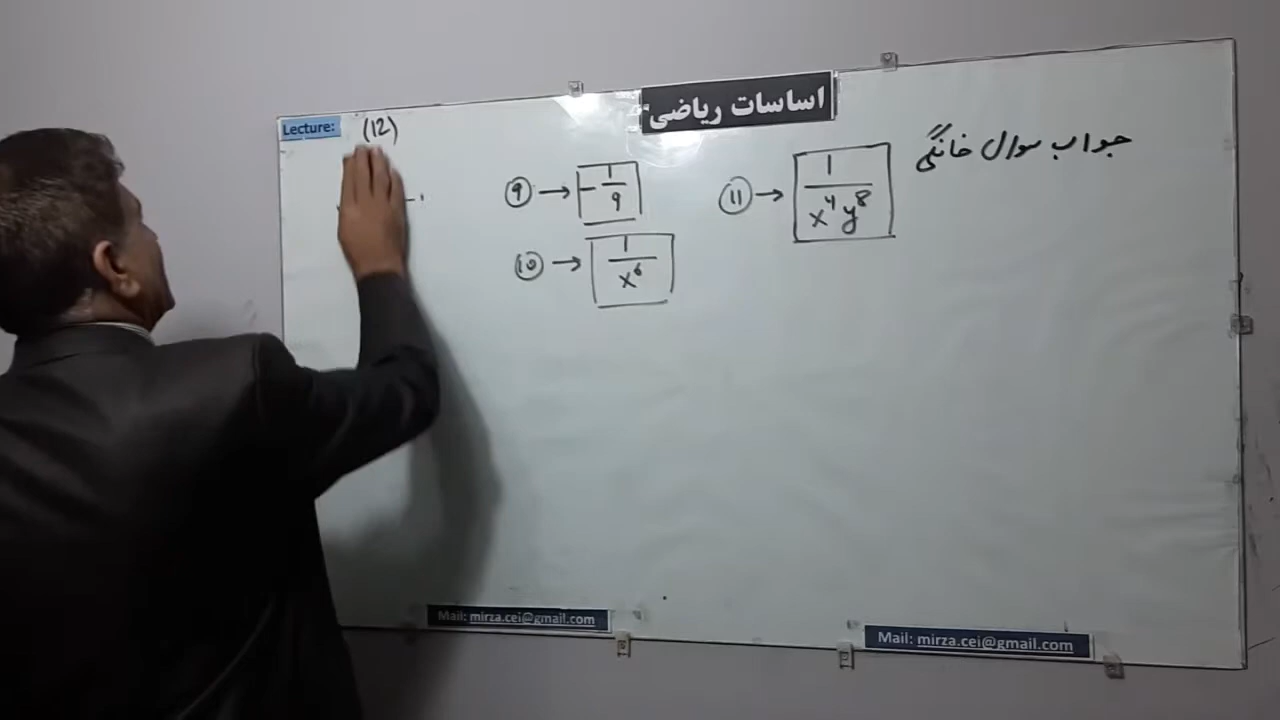 اساسات ریاضی
Lecture: (12)
جواب سوال خانگی
⑨ → -1/9
⑩ → 1/x⁶
⑪ → 1/x⁴y⁸
Mail: mirza.cei@gmail.com
Mail: mirza.cei@gmail.com